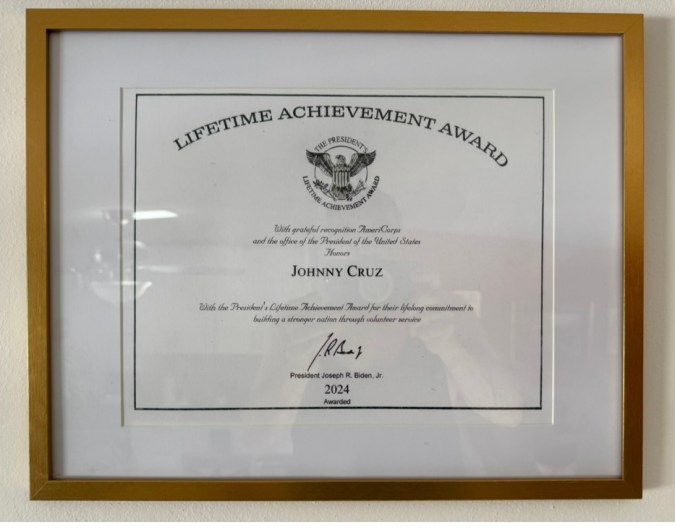 LIFETIME ACHIEVEMENT AWARD
THE PRESIDENT'S
LIFETIME ACHIEVEMENT AWARD
With grateful recognition AmeriCorps
and the office of the President of the United States
Honors
JOHNNY CRUZ
With the President's Lifetime Achievement Award for their lifelong commitment to
building a stronger nation through volunteer service
J. R. Biden, Jr.
President Joseph R. Biden, Jr.
2024
Awarded